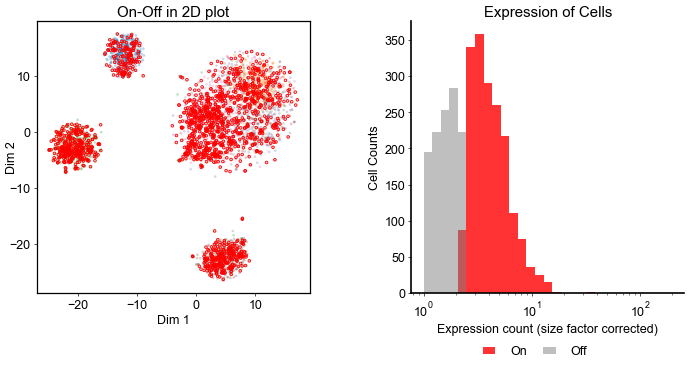 On-Off in 2D plot
10
0
−10
−20
Dim 2
−20
−10
0
10
Dim 1
Expression of Cells
350
300
250
200
150
100
50
0
Cell Counts
10^0
10^1
10^2
Expression count (size factor corrected)
On
Off